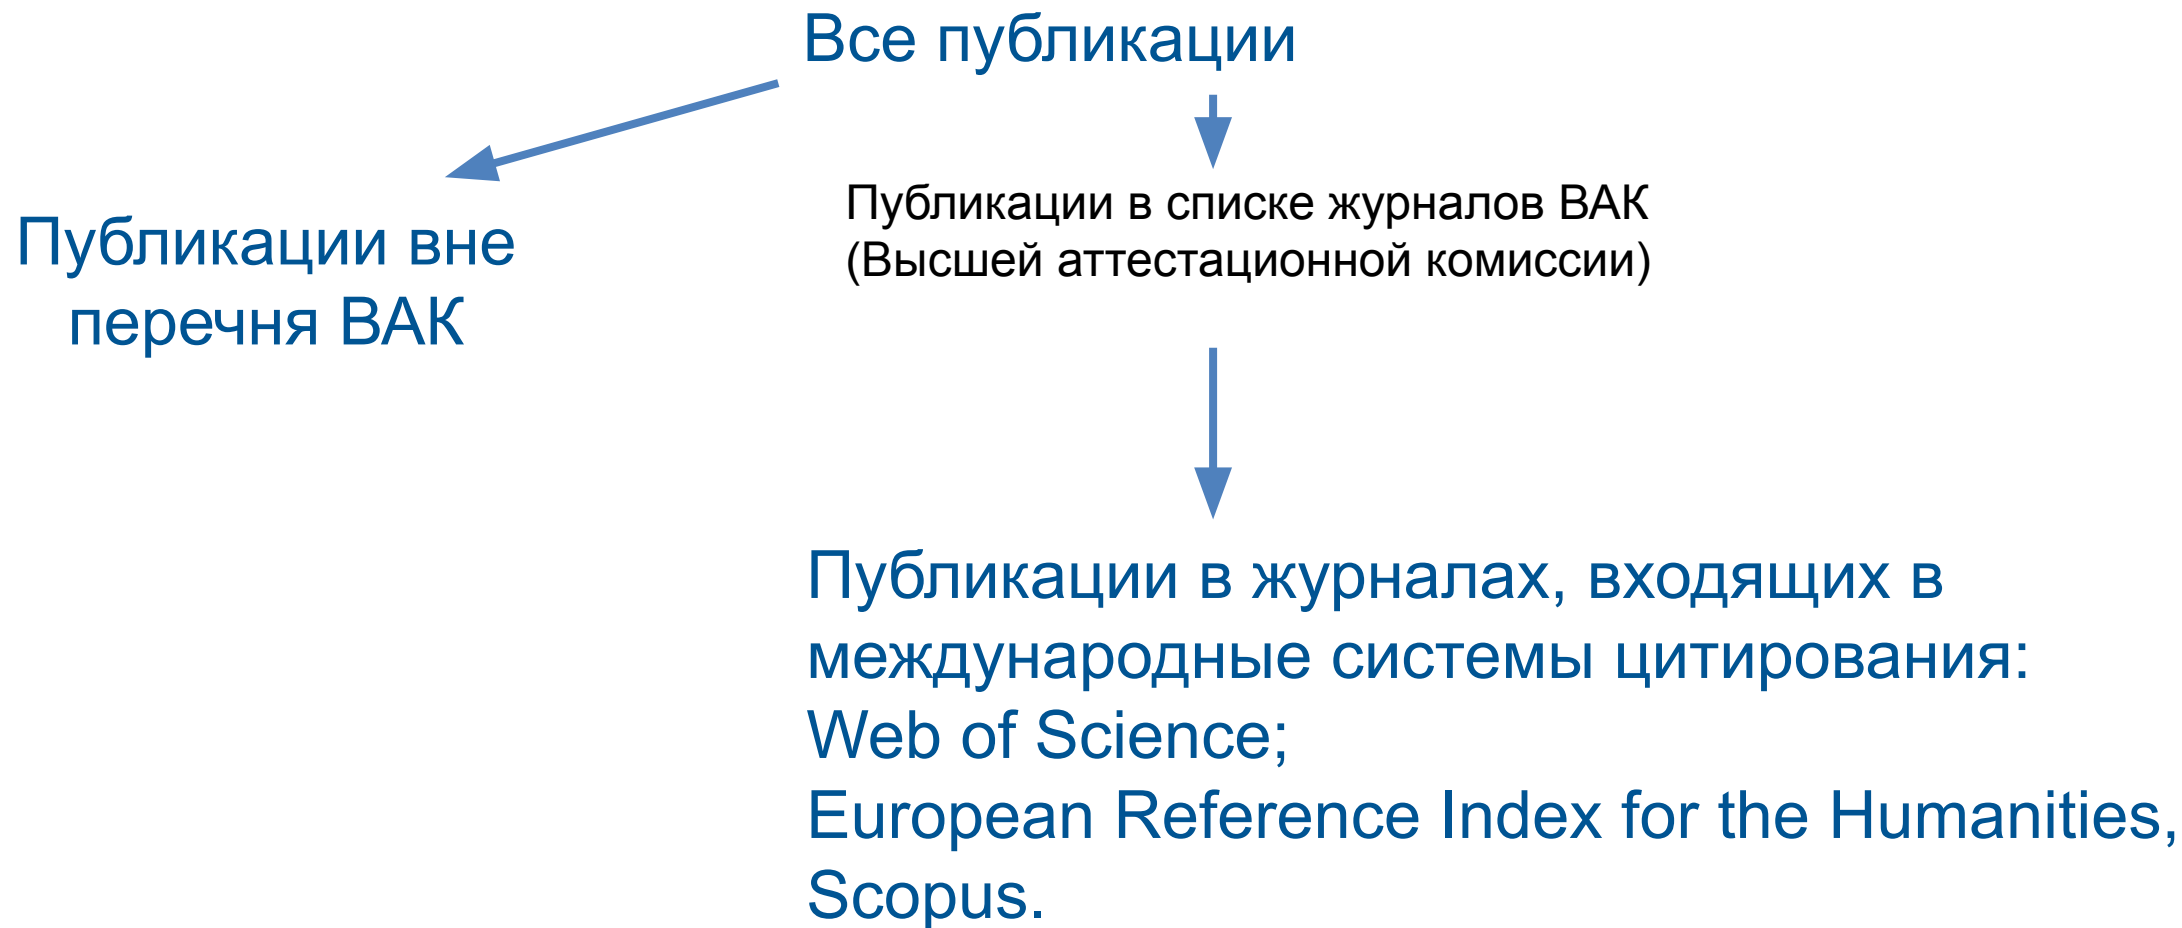 Все публикации
Публикации вне
перечня ВАК
Публикации в списке журналов ВАК
(Высшей аттестационной комиссии)
Публикации в журналах, входящих в
международные системы цитирования:
Web of Science;
European Reference Index for the Humanities,
Scopus.